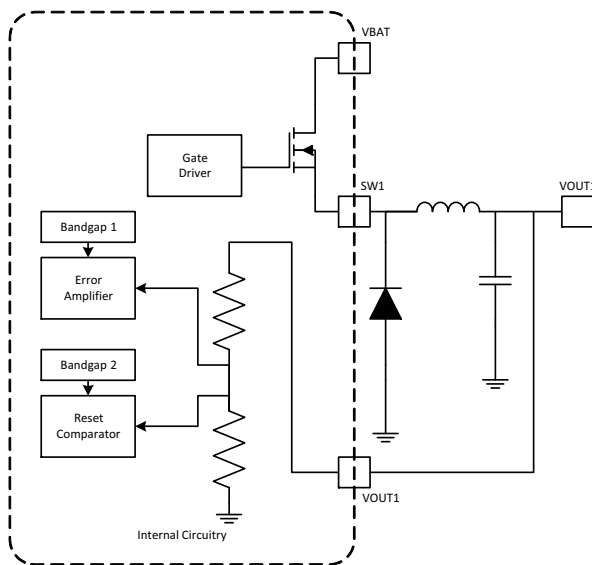 VBAT
Gate
Driver
SW1
VOUT1
Bandgap 1
Error
Amplifier
Bandgap 2
Reset
Comparator
VOUT1
Internal Circuitry